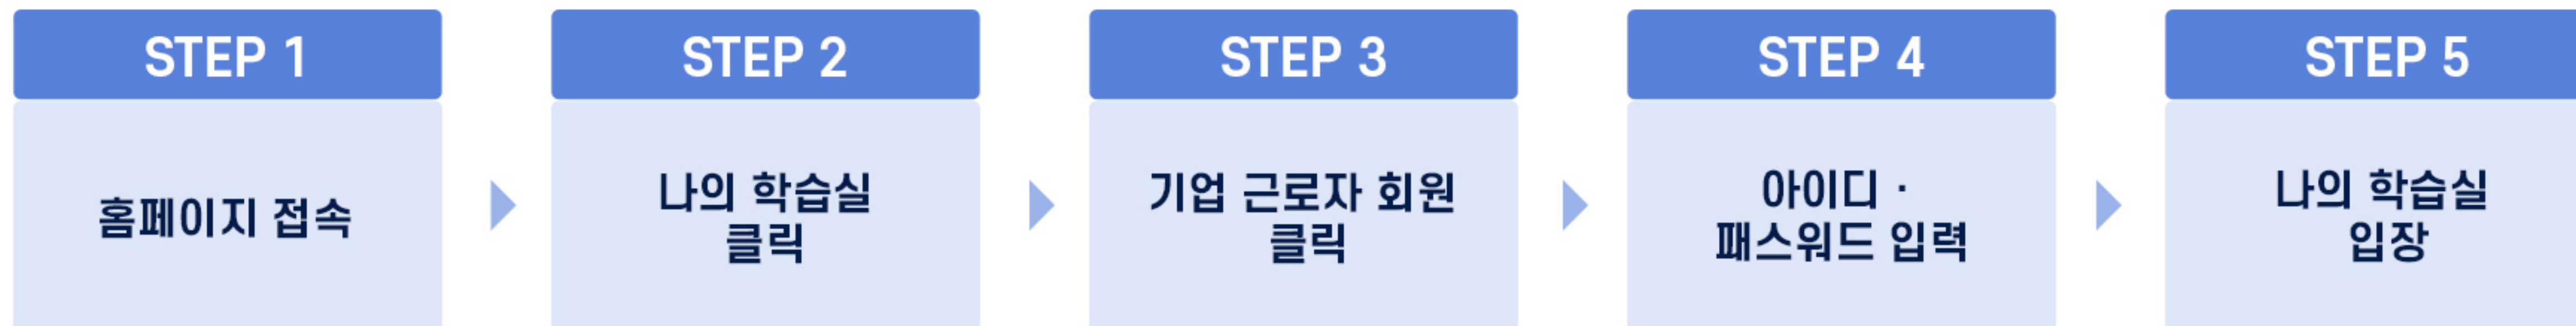 STEP 1
홈페이지 접속
STEP 2
나의 학습실
클릭
STEP 3
기업 근로자 회원
클릭
STEP 4
아이디 ·
패스워드 입력
STEP 5
나의 학습실
입장